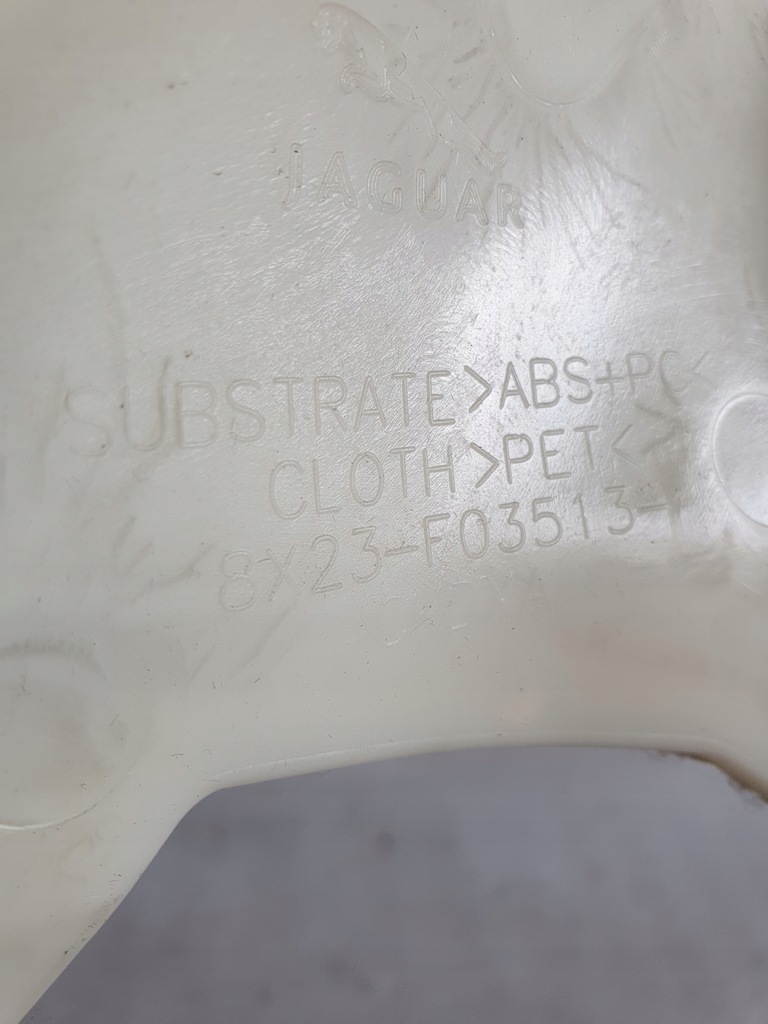 JAGUAR
SUBSTRATE>ABS+PC<
CLOTH>PET<
8X23-F03513-